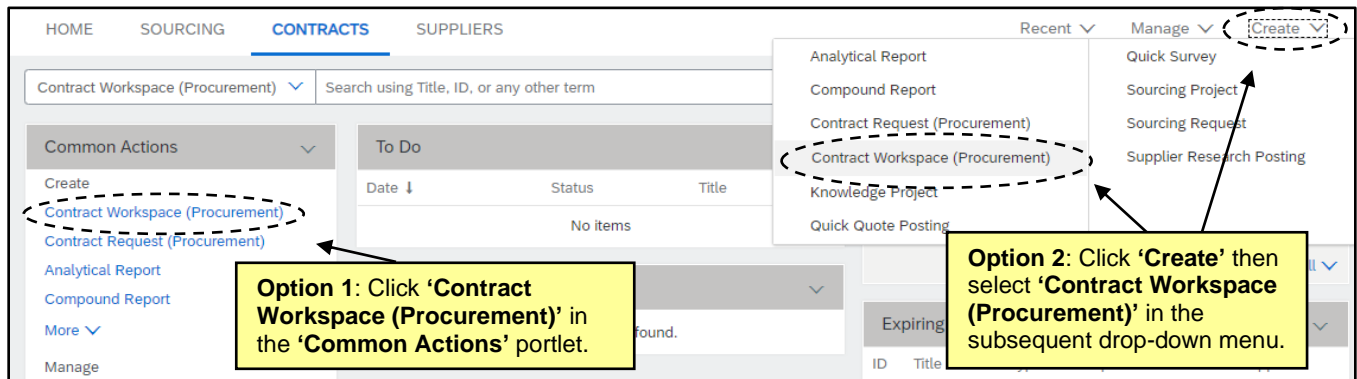 HOME SOURCING CONTRACTS SUPPLIERS Recent Manage Create
Contract Workspace (Procurement) Search using Title, ID, or any other term
Analytical Report Quick Survey
Compound Report Sourcing Project
Contract Request (Procurement) Sourcing Request
Contract Workspace (Procurement) Supplier Research Posting
Knowledge Project
Quick Quote Posting
Common Actions
Create
Contract Workspace (Procurement)
Contract Request (Procurement)
Analytical Report
Compound Report
More
Manage
To Do
Date ↓ Status Title
No items
found.
Option 1: Click ‘Contract
Workspace (Procurement)’ in
the ‘Common Actions’ portlet.
Option 2: Click ‘Create’ then
select ‘Contract Workspace
(Procurement)’ in the
subsequent drop-down menu.
Expiring
ID Title